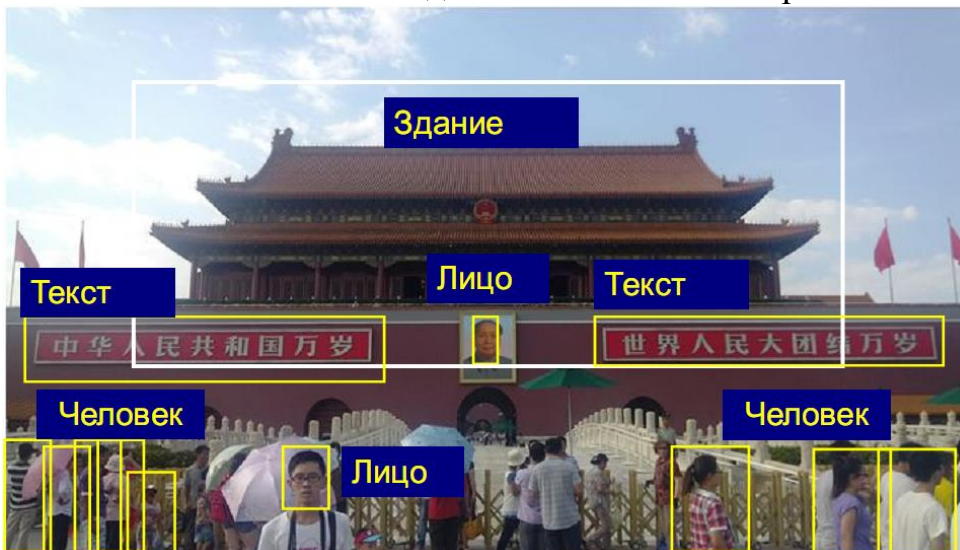 Здание
Лицо
Текст
Текст
中华人民共和国万岁
世界人民大团结万岁
Человек
Человек
Лицо